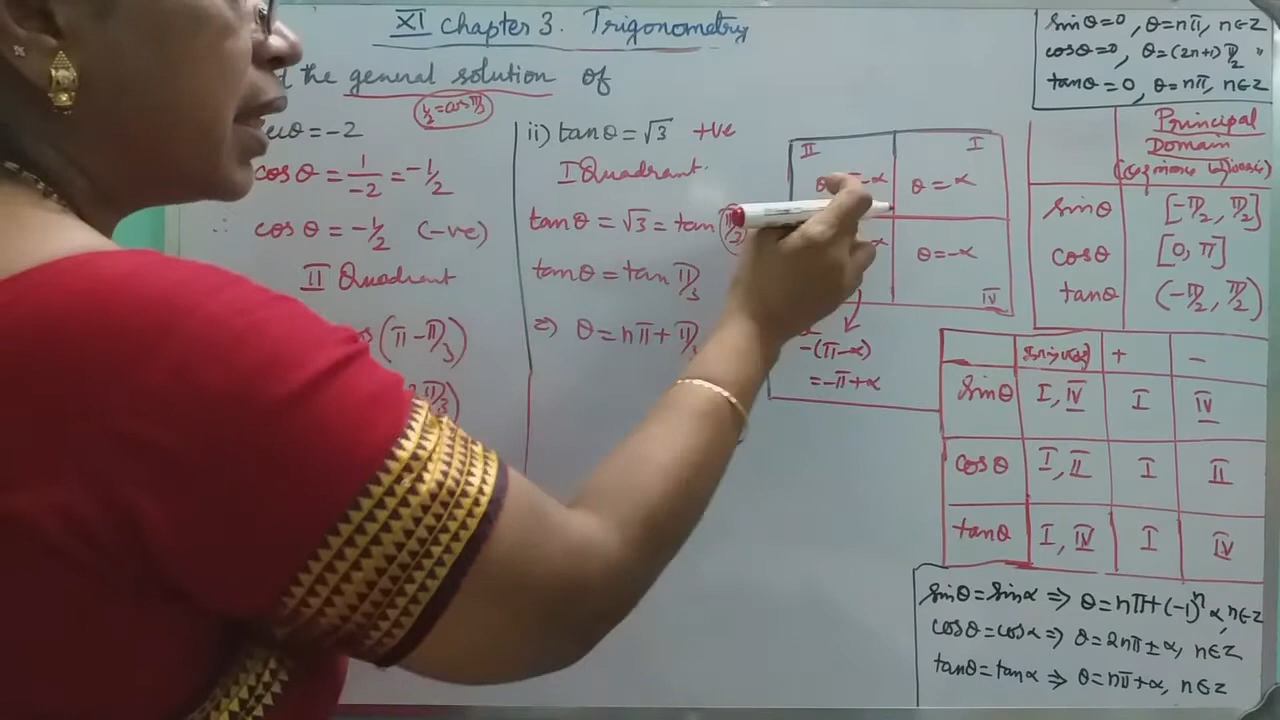 XI Chapter 3. Trigonometry
the general solution of
θ = -2
½ = cos π/3
cos θ = 1/-2 = -1/2
∴ cos θ = -1/2 (-ve)
II Quadrant
(π - π/3)
ii) tan θ = √3 +ve
I Quadrant.
tan θ = √3 = tan
tan θ = tan π/3
θ = nπ + π/3
II
I
θ = α
θ = -α
IV
-(π-α)
= -π+α
sin θ = 0, θ = nπ, n∈Z
cos θ = 0, θ = (2n+1) π/2 "
tan θ = 0, θ = nπ, n∈Z
Principal
Domain
sin θ [-π/2, π/2]
cos θ [0, π]
tan θ (-π/2, π/2)
+ -
sin θ I, IV I IV
cos θ I, II I II
tan θ I, IV I IV
sin θ = sin α ⇒ θ = nπ + (-1)ⁿ α, n∈Z
cos θ = cos α ⇒ θ = 2nπ ± α, n∈Z
tan θ = tan α ⇒ θ = nπ + α, n∈Z